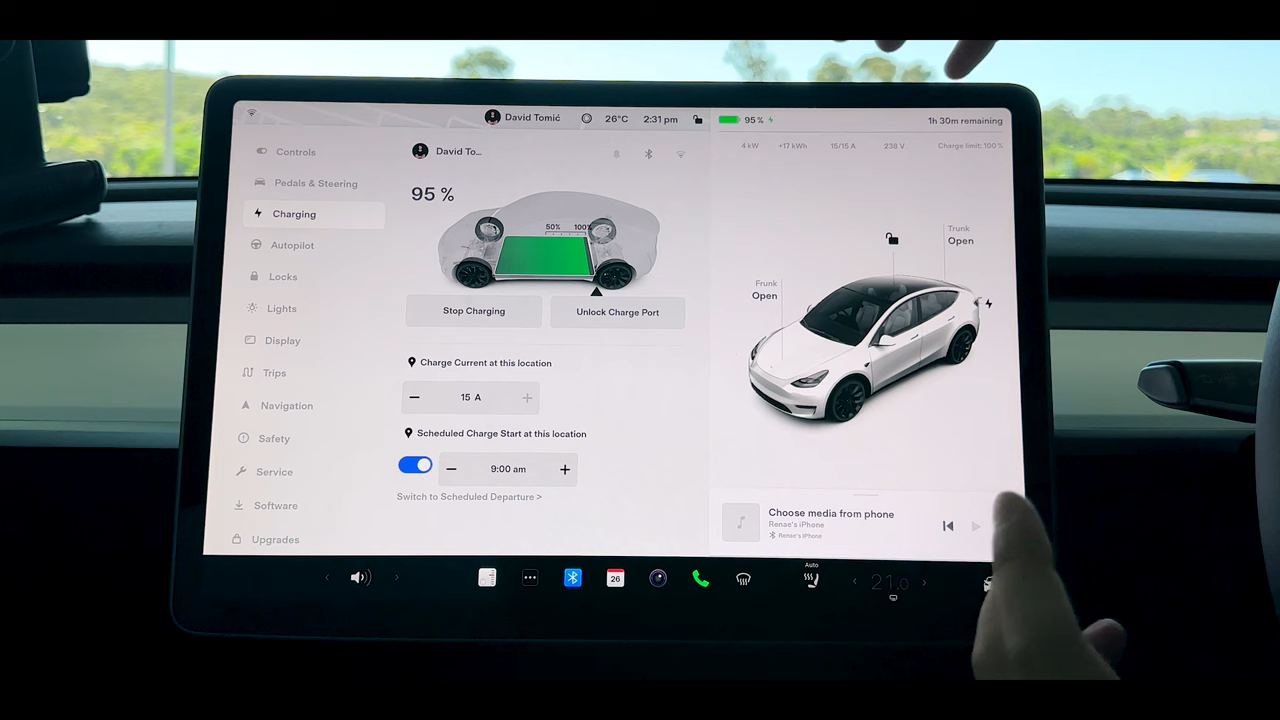 David Tomić 26°C 2:31 pm
95 % 1h 30m remaining
4 kW +17 kWh 15/15 A 238 V Charge limit: 100 %
Controls
Pedals & Steering
Charging
Autopilot
Locks
Lights
Display
Trips
Navigation
Safety
Service
Software
Upgrades
David To...
95 %
50% 100%
Stop Charging Unlock Charge Port
Charge Current at this location
15 A
Scheduled Charge Start at this location
9:00 am
Switch to Scheduled Departure >
Trunk
Open
Frunk
Open
Choose media from phone
Renae's iPhone
Renae's iPhone
26
Auto
21.0